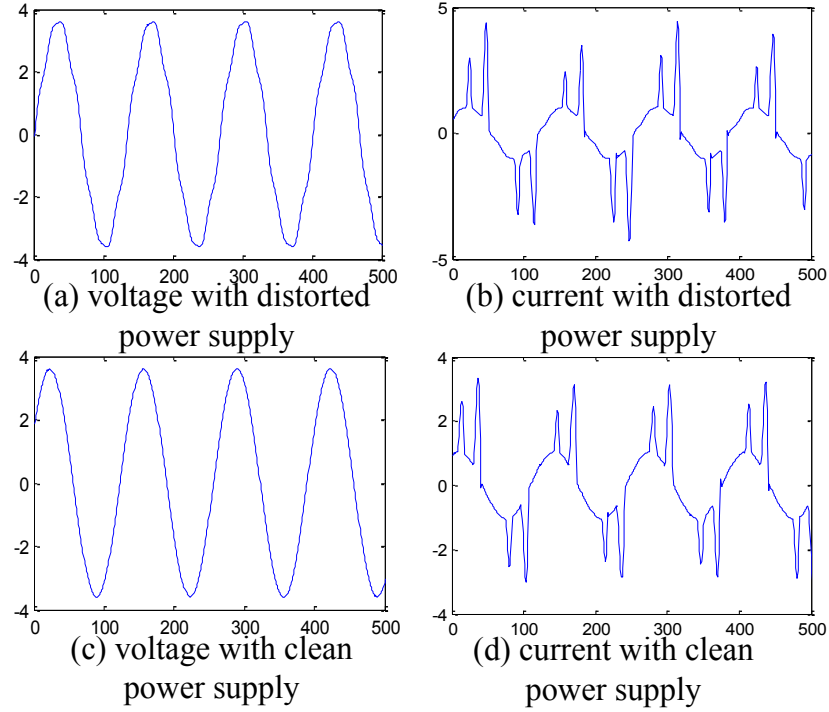 4
2
0
-2
-4
0 100 200 300 400 500
(a) voltage with distorted
power supply
5
0
-5
0 100 200 300 400 500
(b) current with distorted
power supply
4
2
0
-2
-4
0 100 200 300 400 500
(c) voltage with clean
power supply
4
2
0
-2
-4
0 100 200 300 400 500
(d) current with clean
power supply